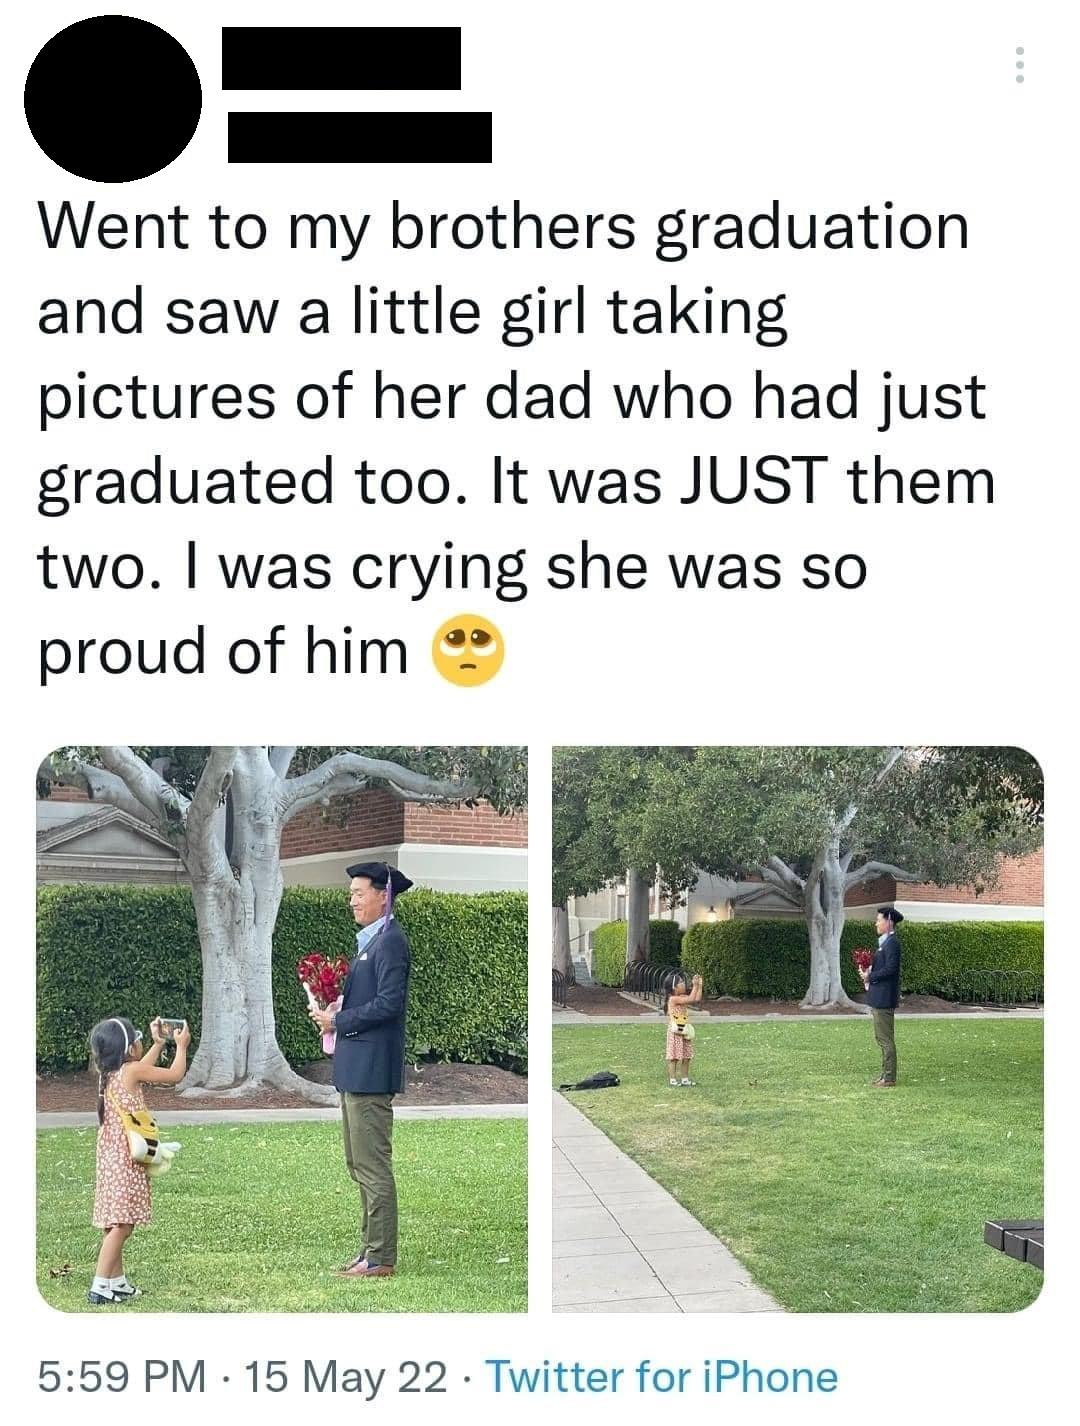 Went to my brothers graduation
and saw a little girl taking
pictures of her dad who had just
graduated too. It was JUST them
two. I was crying she was so
proud of him 🥺
5:59 PM · 15 May 22 · Twitter for iPhone